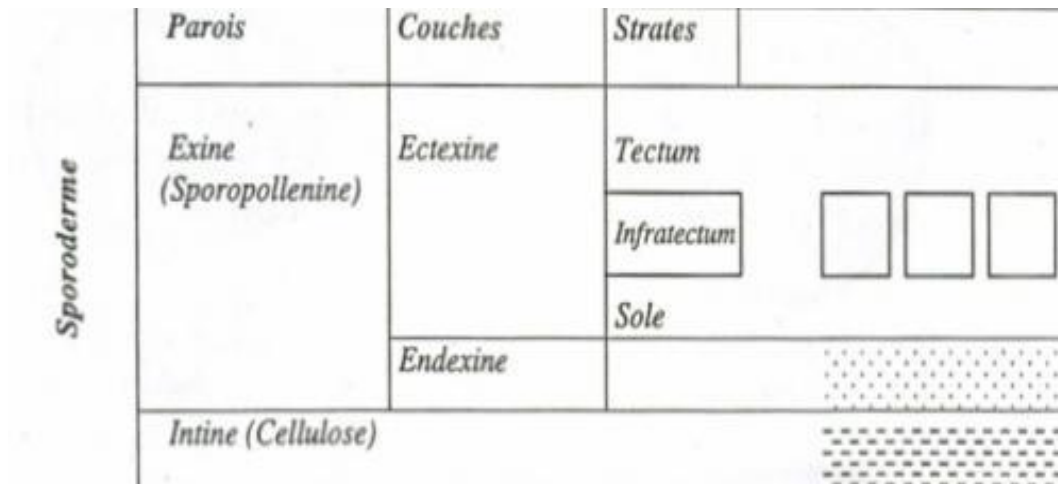 Parois Couches Strates
Exine Ectexine Tectum
(Sporopollenine)
Sporoderme
Infratectum
Sole
Endexine
Intine (Cellulose)